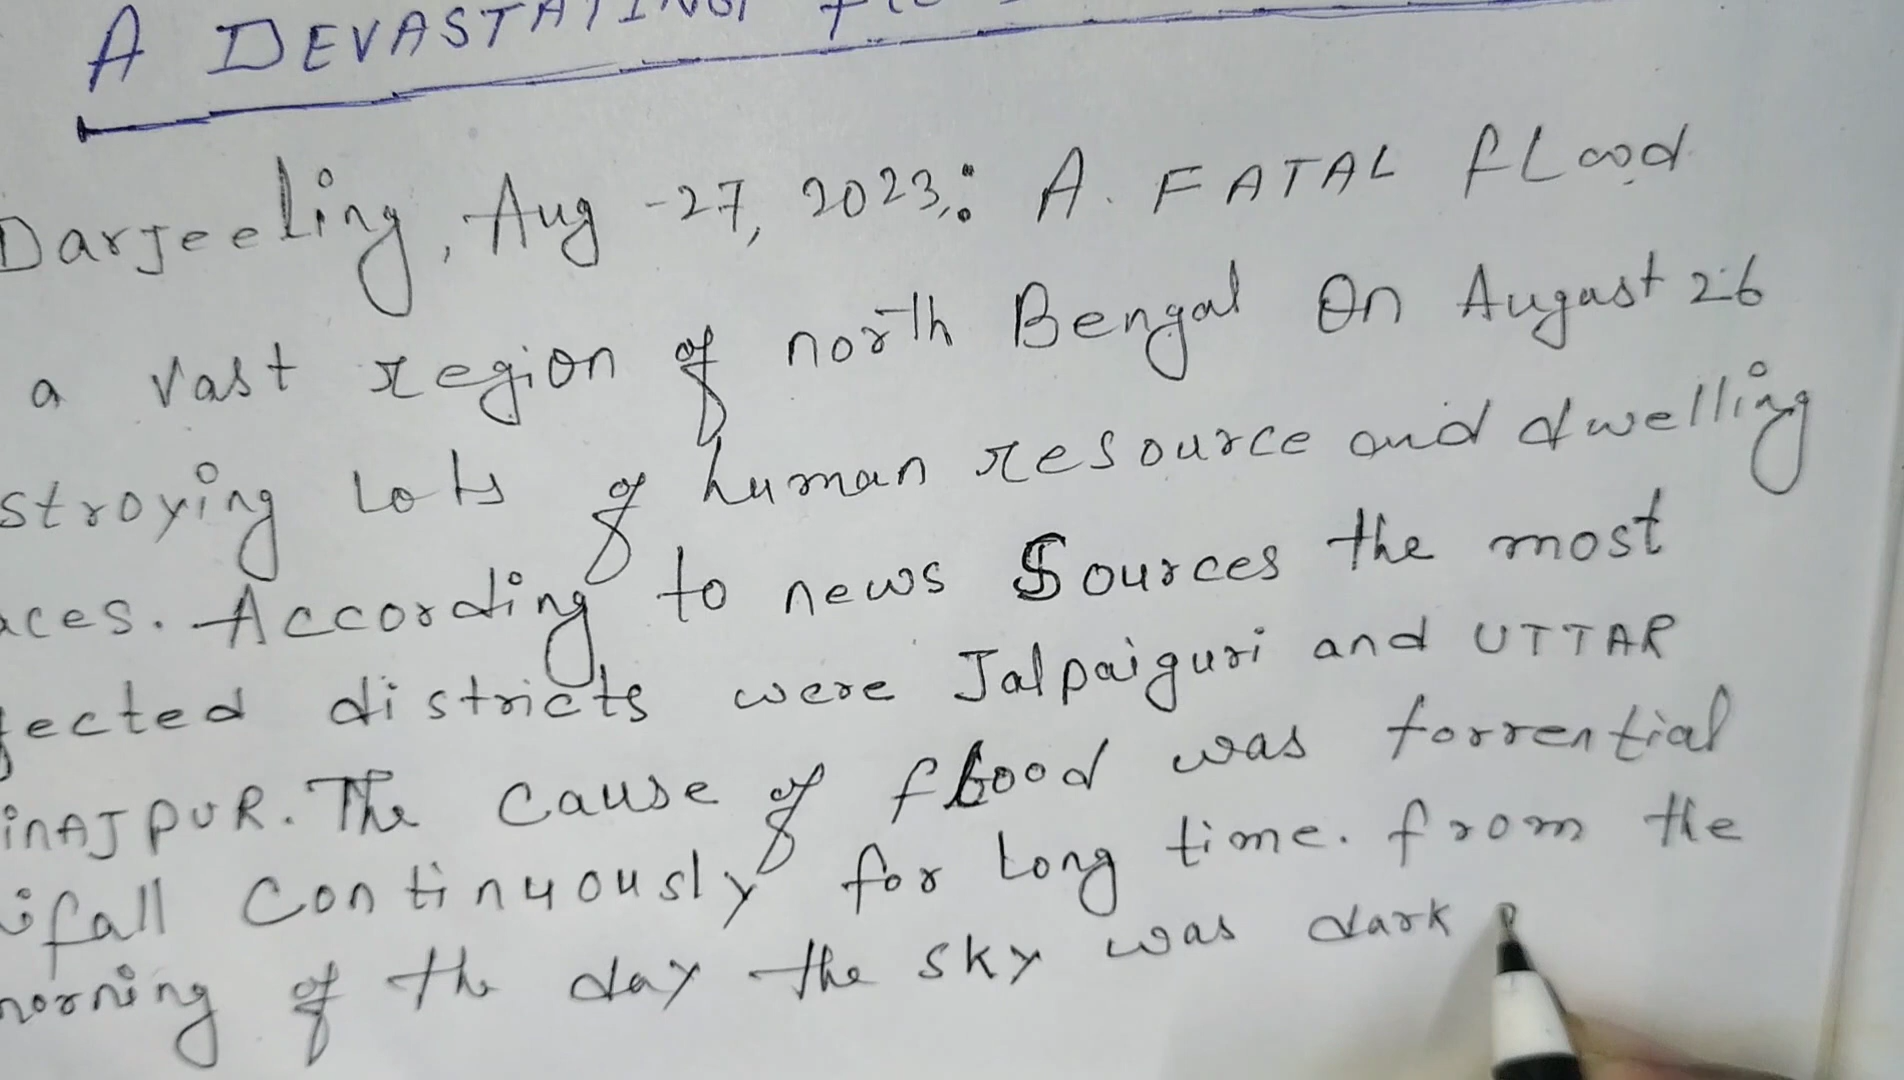 A DEVASTATING
Darjeeling, Aug -27, 2023,: A. FATAL fLood
a vast region of north Bengal On August 26
stroying Lots of human resource and dwelling
aces. According to news Sources the most
fected districts were Jalpaiguri and UTTAR
inAJpUR. The Cause of fLood was torrential
ifall Continuously for Long time. from the
morning of the day the sky was dark